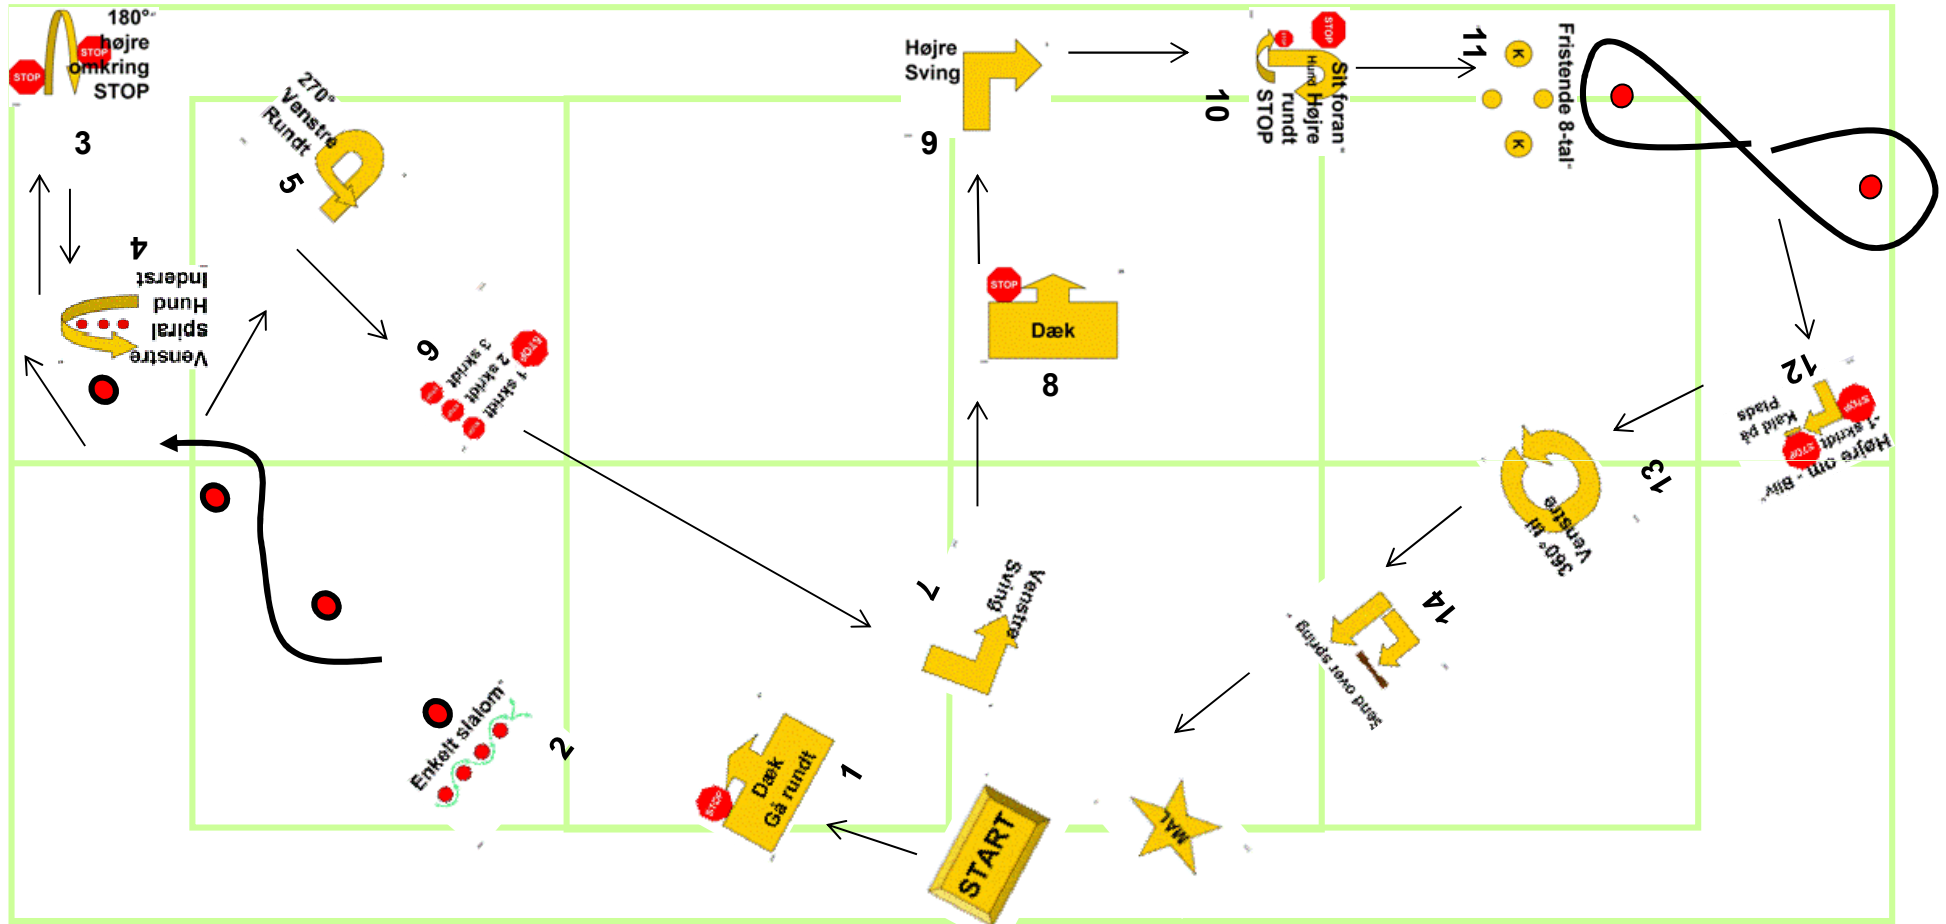 180°
højre
omkring
STOP
STOP
STOP
3
4
Venstre
spiral
Hund
Inderst
270°
Venstre
Rundt
5
6
STOP
1 skridt
2 skridt
3 skridt
Højre
Sving
9
STOP
Dæk
8
7
Venstre
Sving
Enkelt slalom"
2
STOP
Dæk
Gå rundt
1
START
MÅL
10
STOP
Sit foran"
Hund Højre
rundt
STOP
11
K
K
Fristende 8-tal"
12
STOP
STOP
Højre om - Bliv"
-1 skridt
Kald på
Plads
13
360° til
Venstre
14
Send over spring